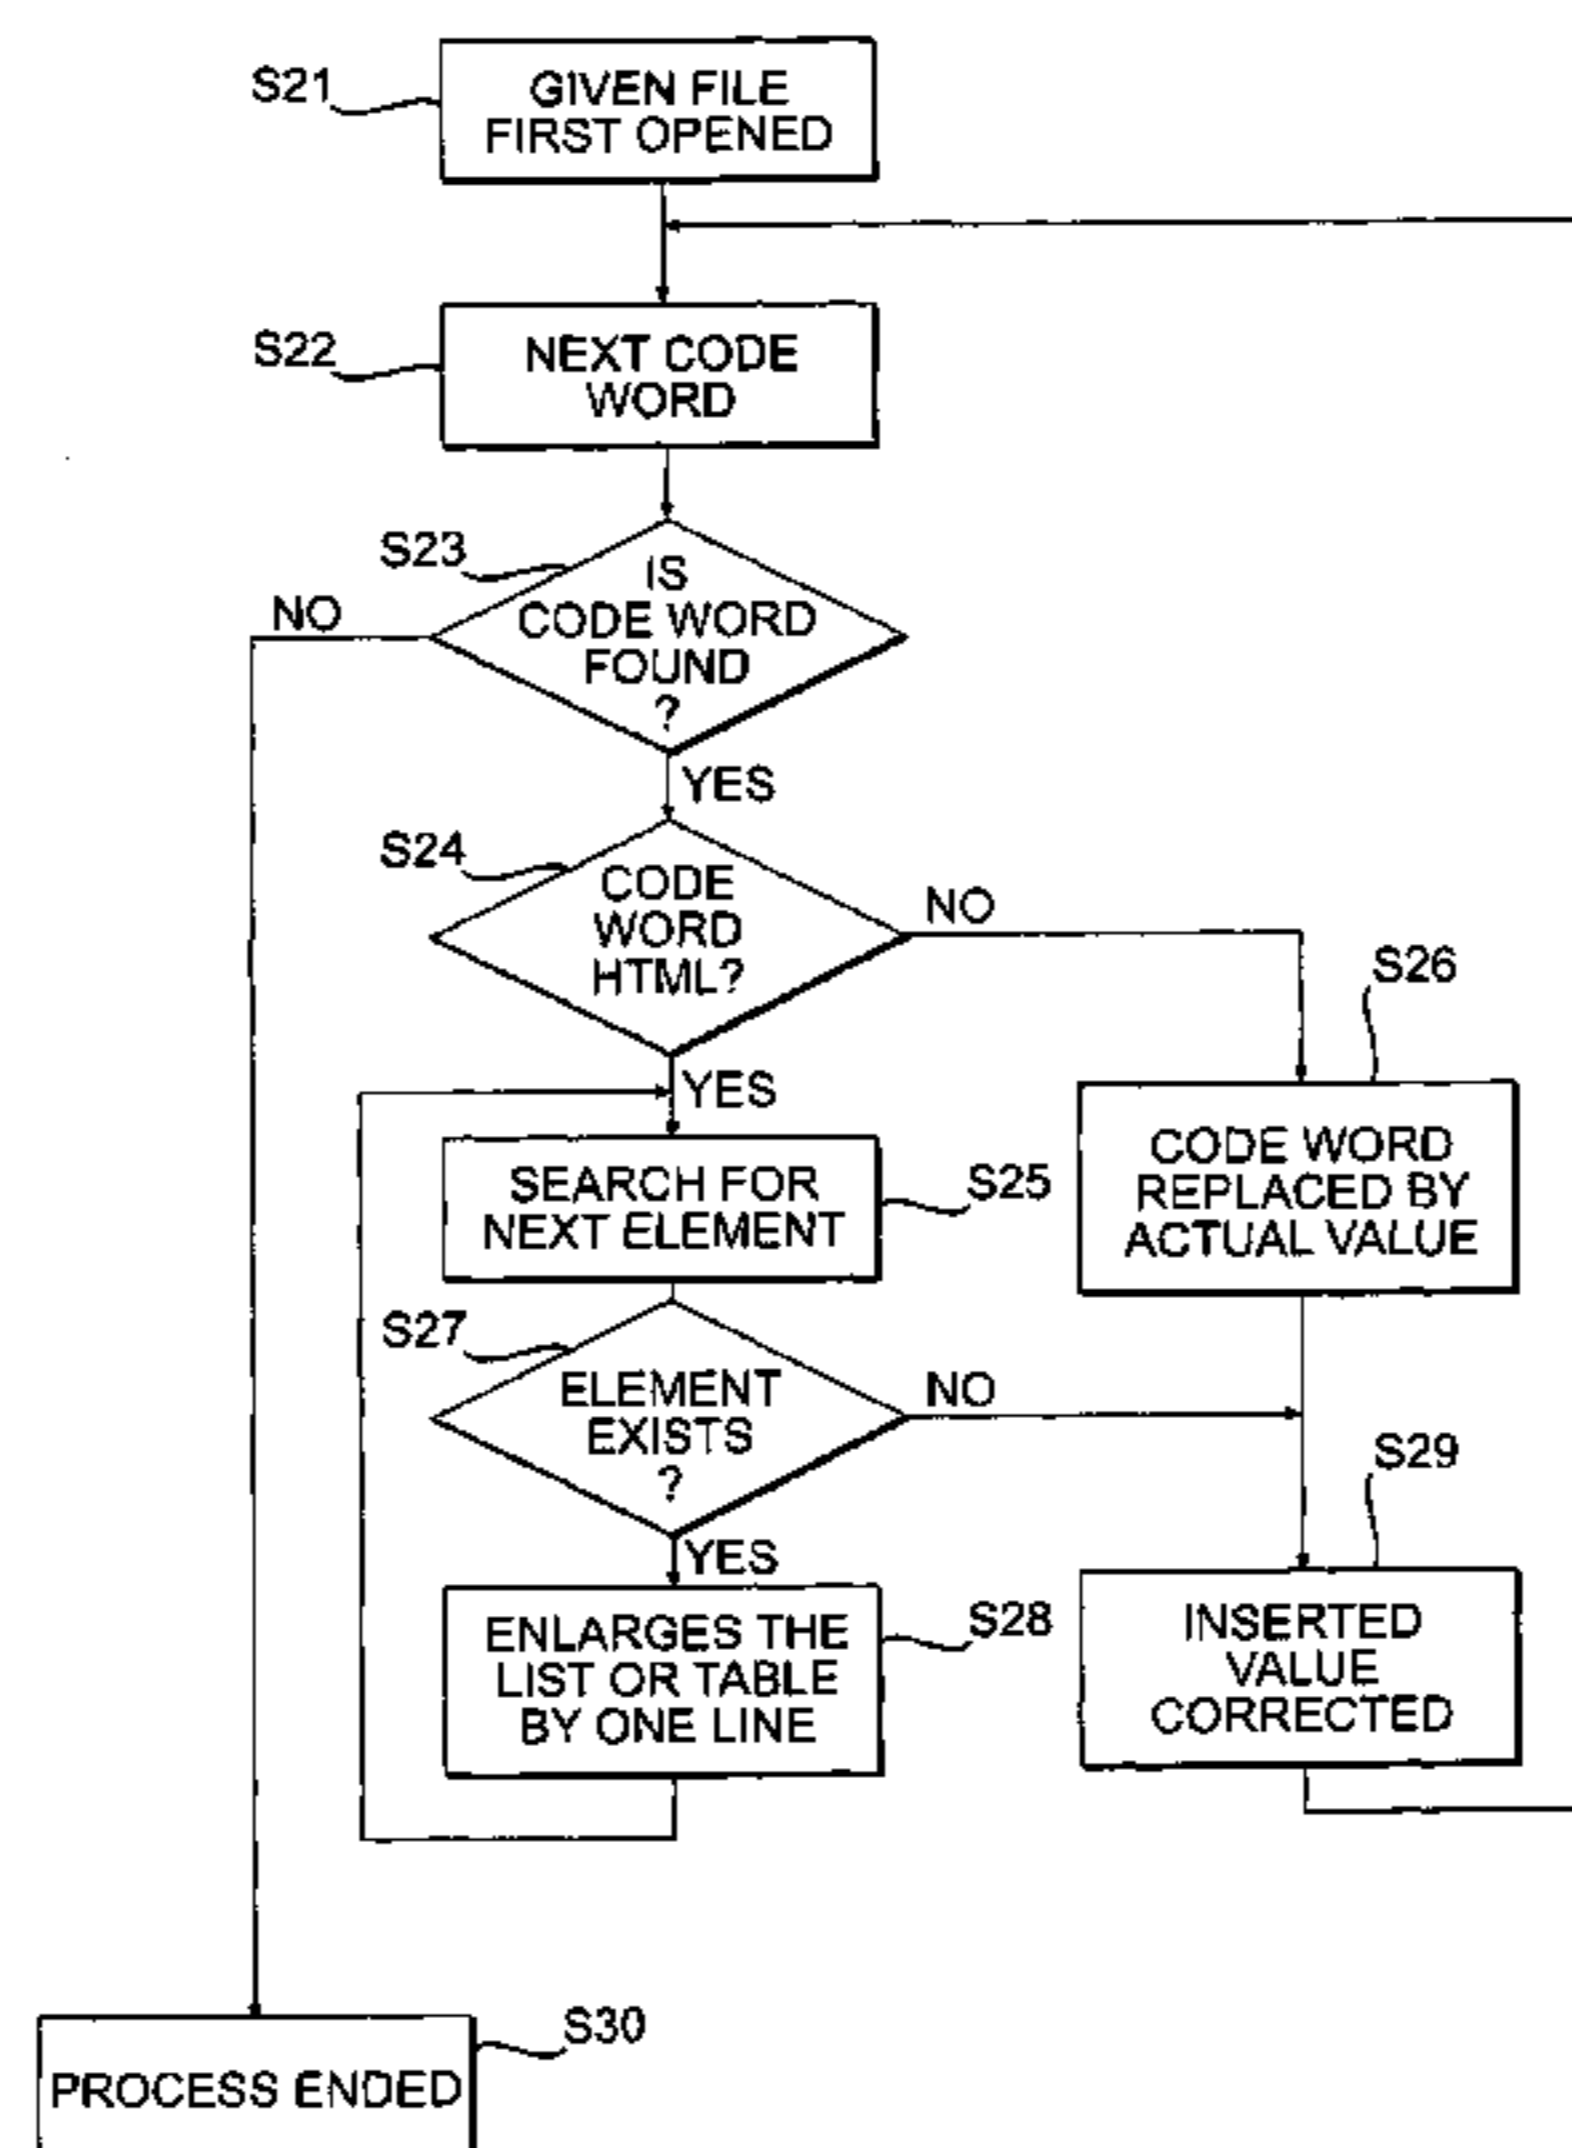 S21
GIVEN FILE
FIRST OPENED
S22
NEXT CODE
WORD
S23
IS
CODE WORD
FOUND
?
NO
YES
S24
CODE
WORD
HTML?
NO
YES
S26
CODE WORD
REPLACED BY
ACTUAL VALUE
SEARCH FOR
NEXT ELEMENT
S25
S27
ELEMENT
EXISTS
?
NO
YES
S29
INSERTED
VALUE
CORRECTED
ENLARGES THE
LIST OR TABLE
BY ONE LINE
S28
S30
PROCESS ENDED